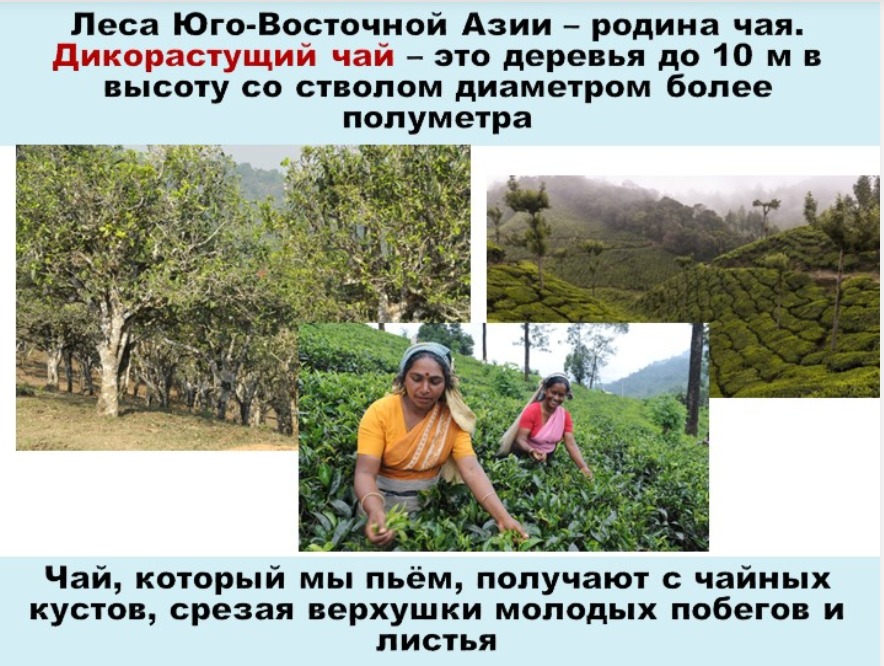 Леса Юго-Восточной Азии – родина чая.
Дикорастущий чай – это деревья до 10 м в
высоту со стволом диаметром более
полуметра
Чай, который мы пьём, получают с чайных
кустов, срезая верхушки молодых побегов и
листья